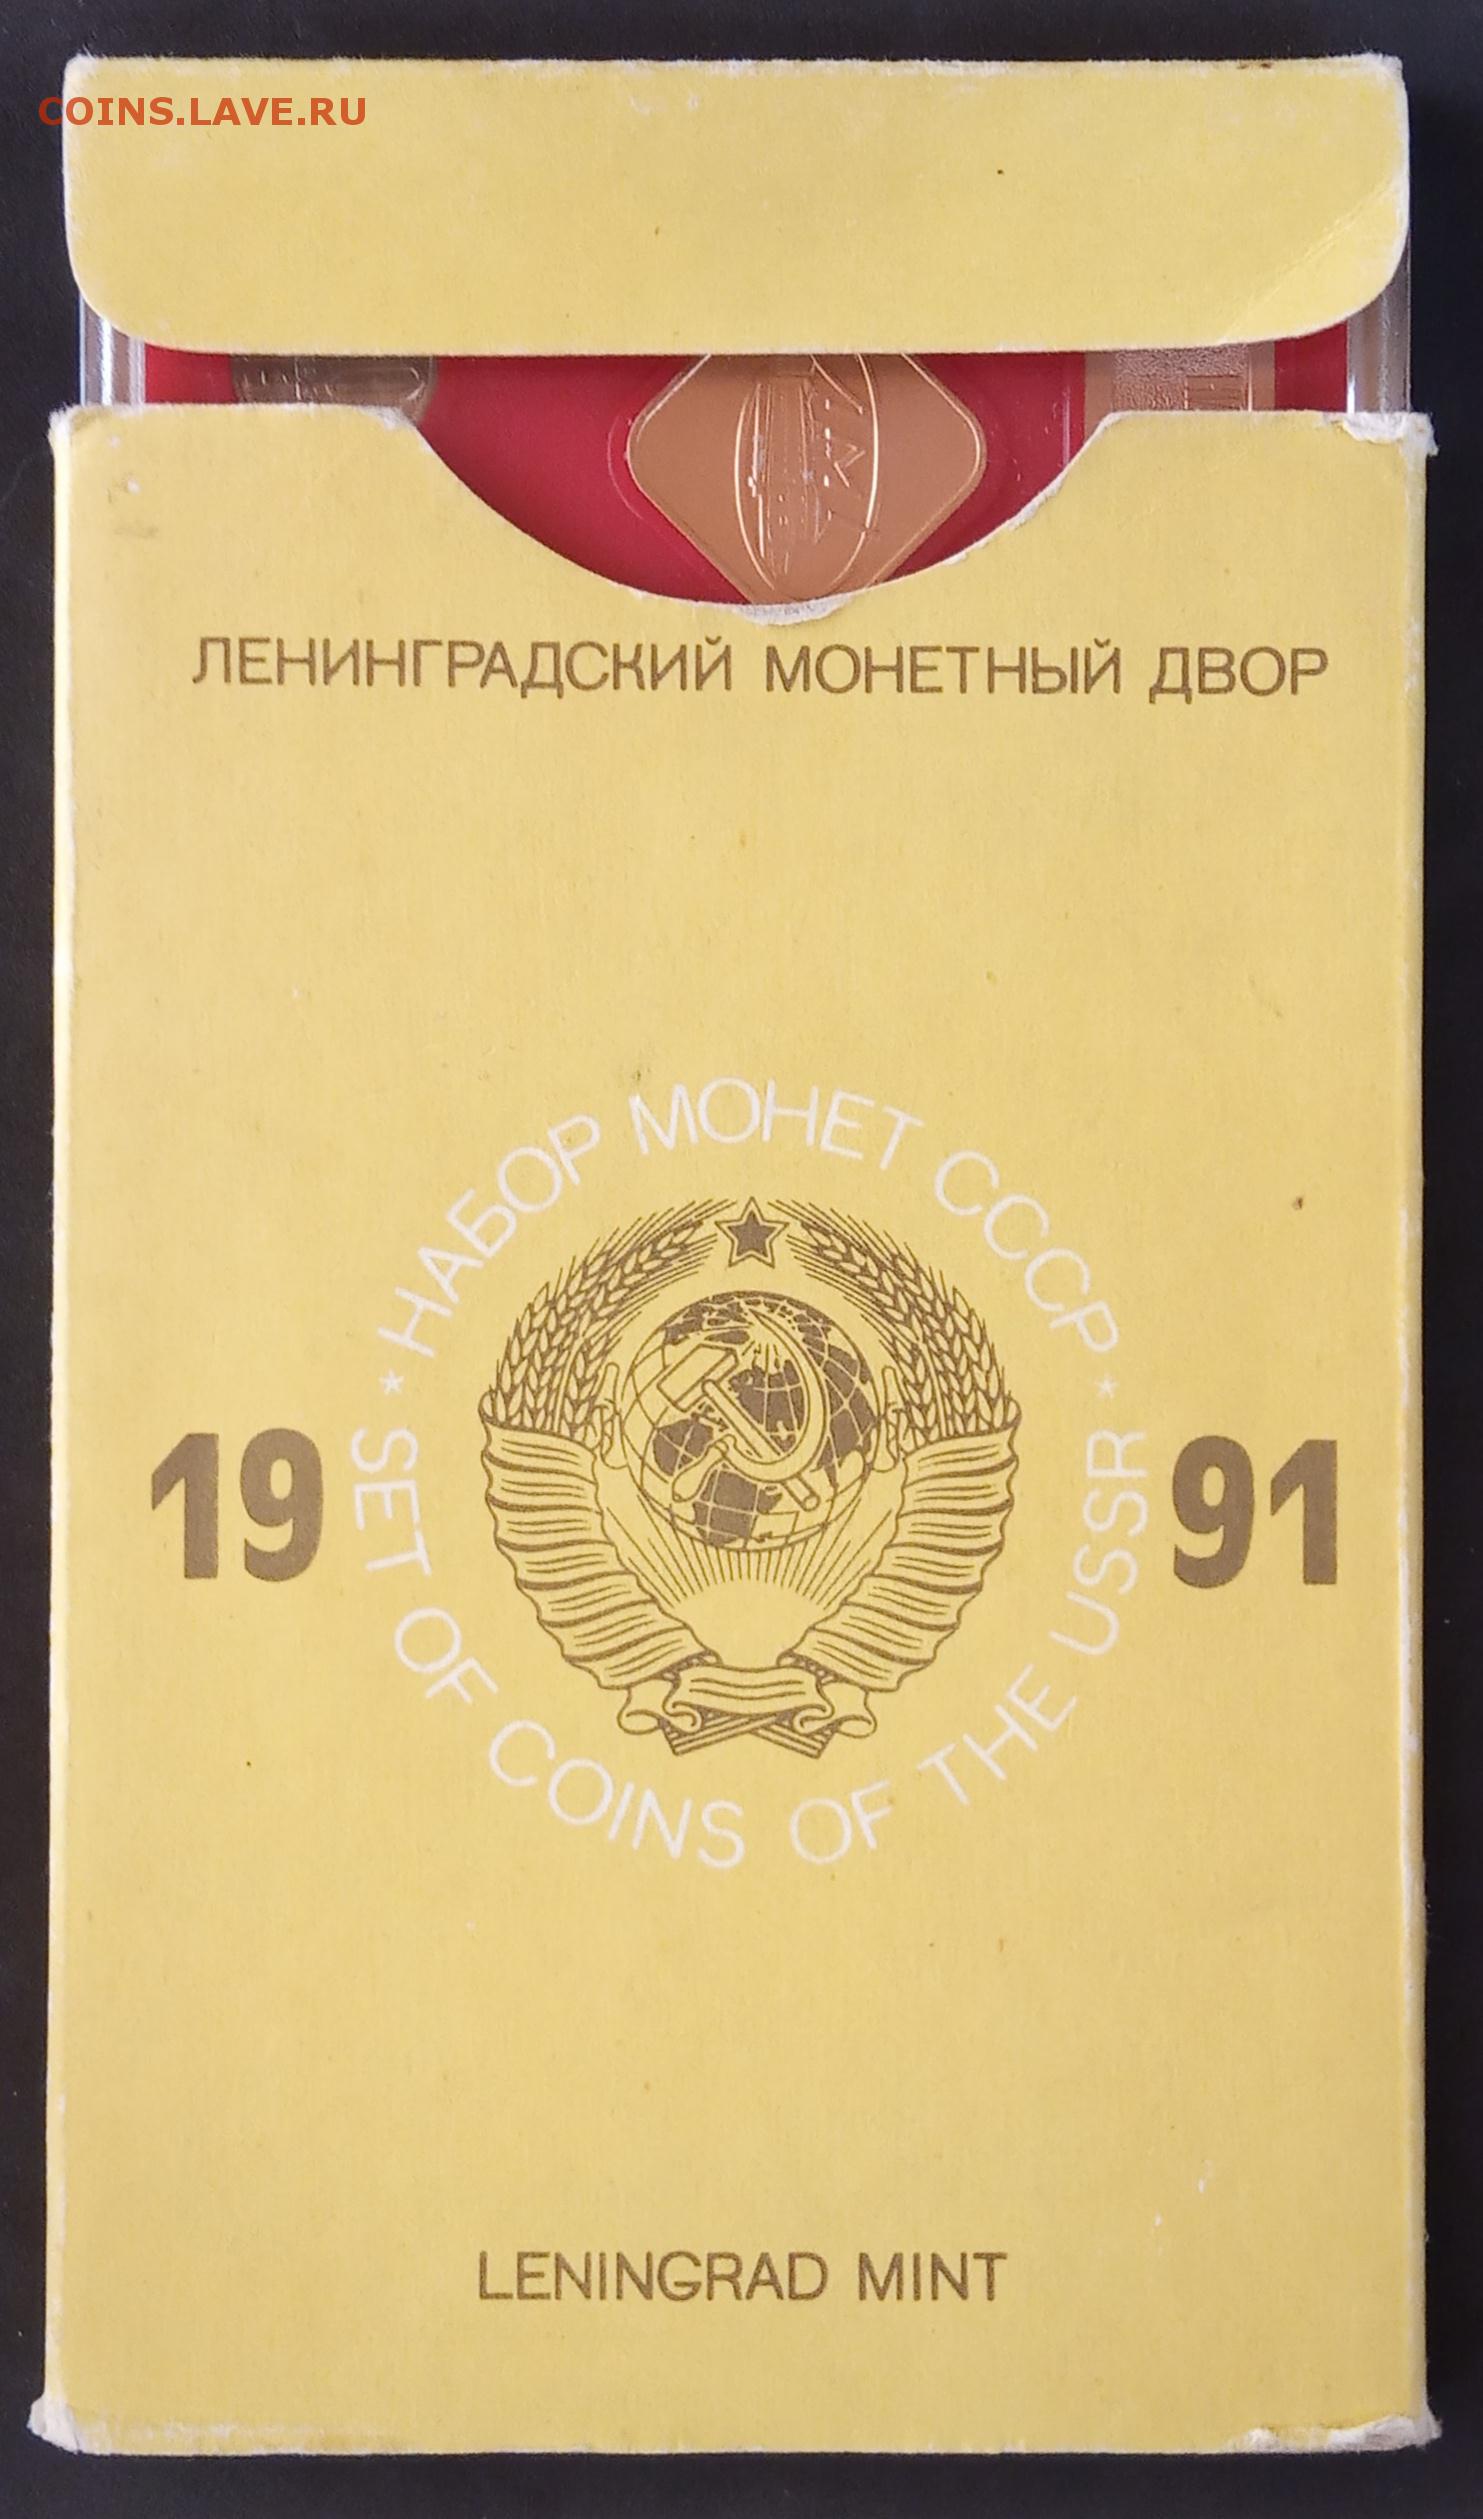 COINS.LAVE.RU
ЛЕНИНГРАДСКИЙ МОНЕТНЫЙ ДВОР
* НАБОР МОНЕТ СССР *
19 91
SET OF COINS OF THE USSR
LENINGRAD MINT